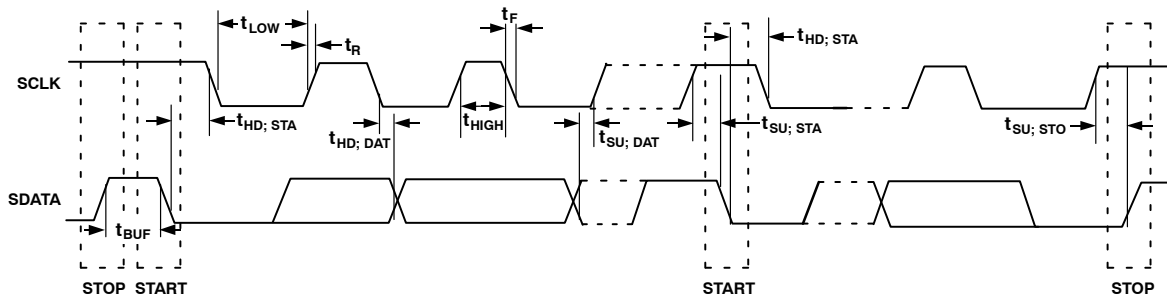 tF
tLOW
tR
tHD; STA
SCLK
tHD; STA
tHD; DAT
tHIGH
tSU; DAT
tSU; STA
tSU; STO
SDATA
tBUF
STOP START START STOP